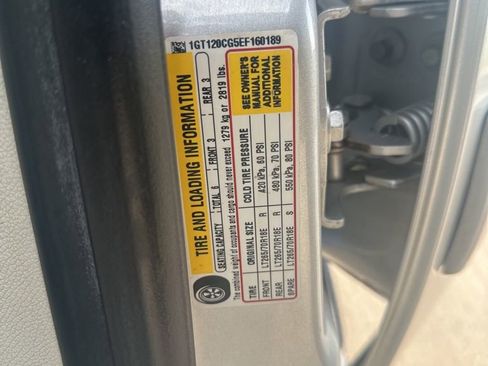 1GT120CG5EF160189
TIRE AND LOADING INFORMATION
SEATING CAPACITY TOTAL 6 FRONT 3 REAR 3
The combined weight of occupants and cargo should never exceed 1279 kg or 2819 lbs.
TIRE ORIGINAL SIZE COLD TIRE PRESSURE
FRONT LT265/70R18E R 420 kPa, 60 PSI
REAR LT265/70R18E R 480 kPa, 70 PSI
SPARE LT265/70R18E S 550 kPa, 80 PSI
SEE OWNER'S
MANUAL FOR
ADDITIONAL
INFORMATION